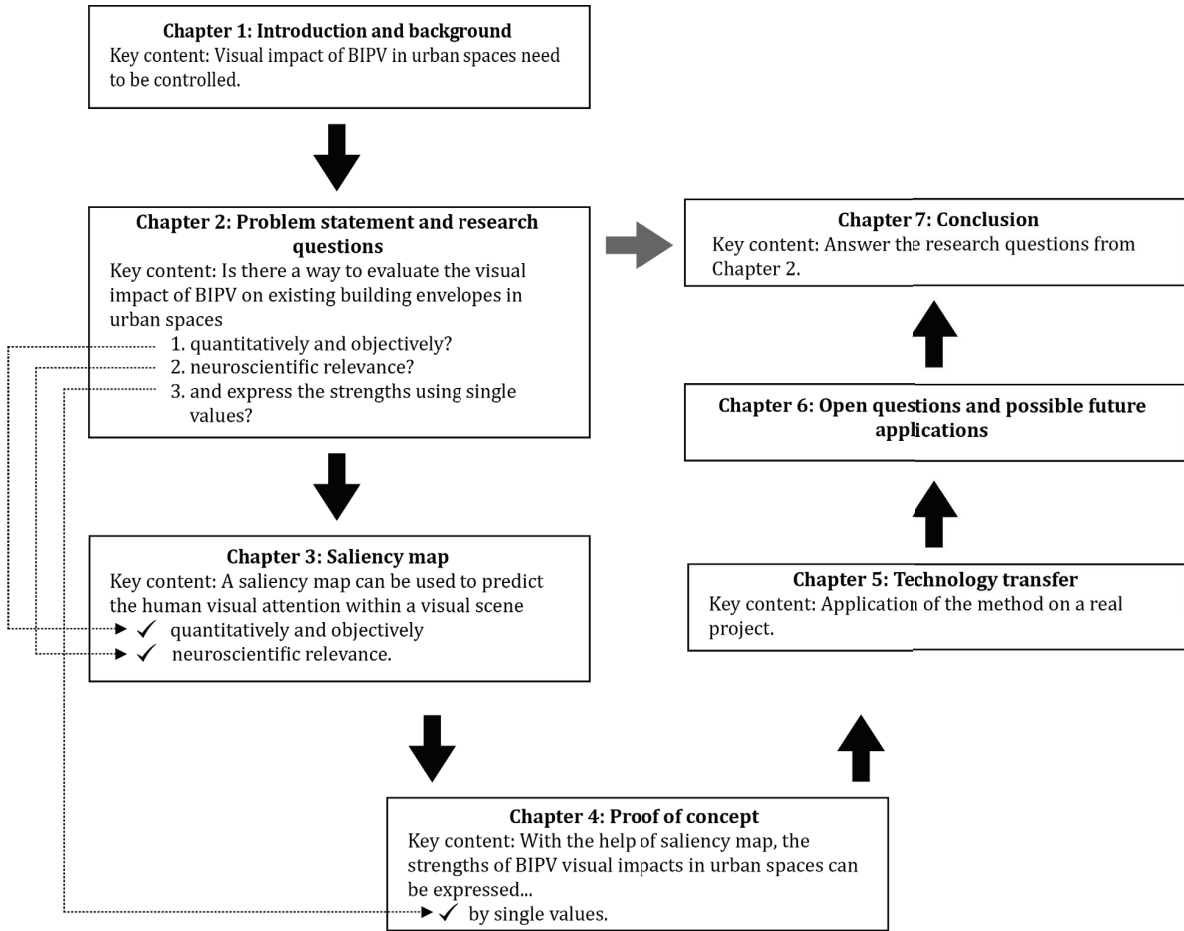 Chapter 1: Introduction and background
Key content: Visual impact of BIPV in urban spaces need
to be controlled.
Chapter 2: Problem statement and research
questions
Key content: Is there a way to evaluate the visual
impact of BIPV on existing building envelopes in
urban spaces
1. quantitatively and objectively?
2. neuroscientific relevance?
3. and express the strengths using single
values?
Chapter 3: Saliency map
Key content: A saliency map can be used to predict
the human visual attention within a visual scene
✓ quantitatively and objectively
✓ neuroscientific relevance.
Chapter 4: Proof of concept
Key content: With the help of saliency map, the
strengths of BIPV visual impacts in urban spaces can
be expressed...
✓ by single values.
Chapter 5: Technology transfer
Key content: Application of the method on a real
project.
Chapter 6: Open questions and possible future
applications
Chapter 7: Conclusion
Key content: Answer the research questions from
Chapter 2.